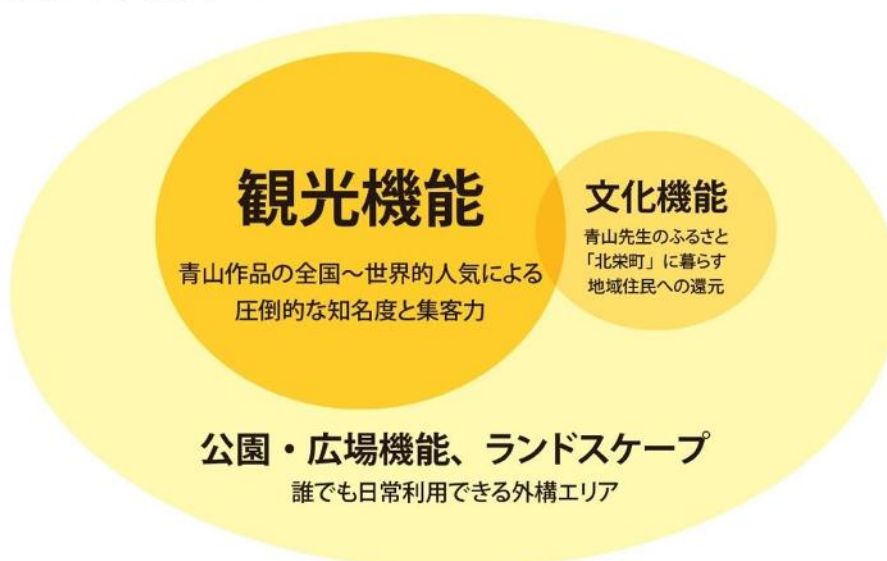 観光機能
青山作品の全国～世界的人気による
圧倒的な知名度と集客力
文化機能
青山先生のふるさと
「北栄町」に暮らす
地域住民への還元
公園・広場機能、ランドスケープ
誰でも日常利用できる外構エリア